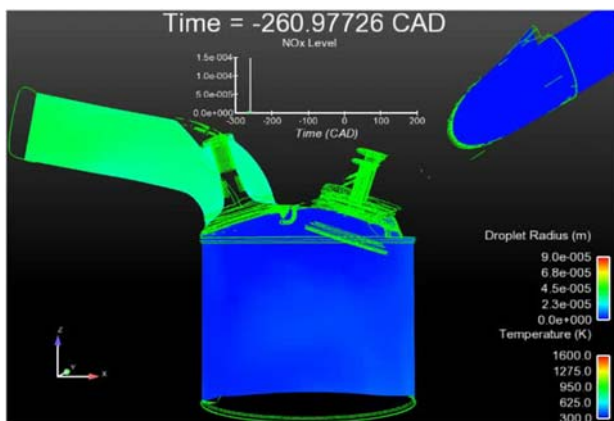 Time = -260.97726 CAD
NOx Level
1.5e-004
1.0e-004
5.0e-005
0.0e+000
-300 -200 -100 0 100 200
Time (CAD)
Droplet Radius (m)
9.0e-005
6.8e-005
4.5e-005
2.3e-005
0.0e+000
Temperature (K)
1600.0
1275.0
950.0
625.0
300.0
Z
Y
X